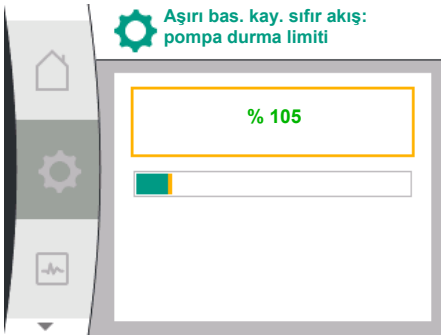 Aşırı bas. kay. sıfır akış:
pompa durma limiti
% 105